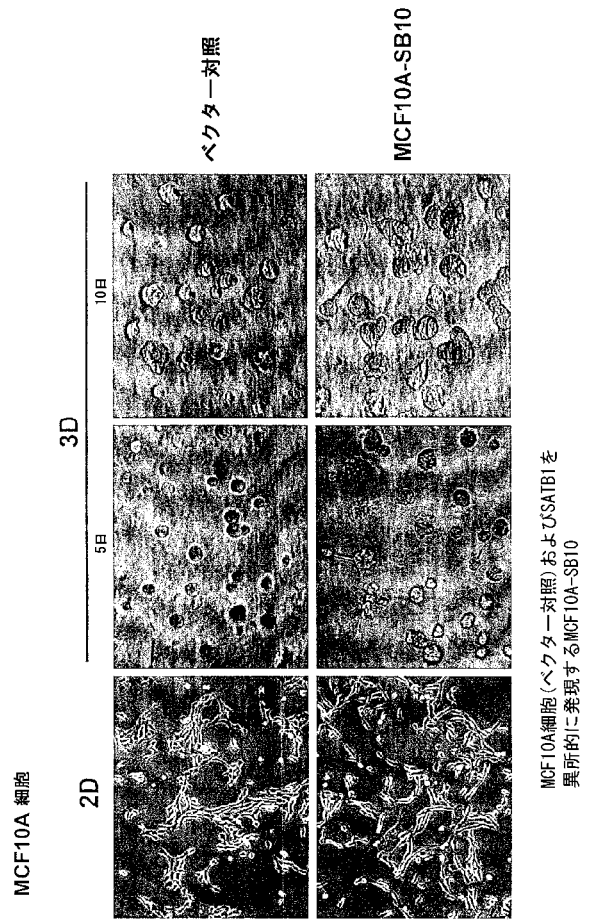 MCF10A 細胞
2D
3D
5日
10日
ベクター対照
MCF10A-SB10
MCF10A細胞(ベクター対照)およびSATB1を
異所的に発現するMCF10A-SB10